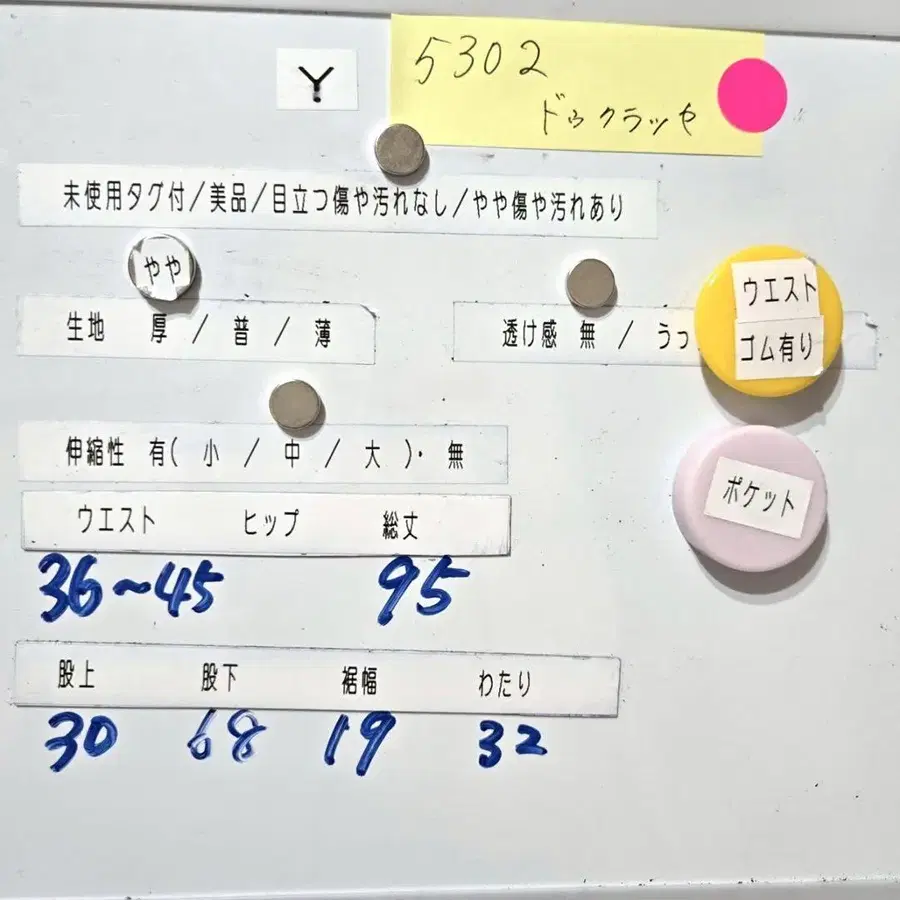 Y
5302
ドゥクラッセ
未使用タグ付/美品/目立つ傷や汚れなし/やや傷や汚れあり
やや
生地 厚 / 普 / 薄
透け感 無 / うっ
ウエスト
ゴム有り
伸縮性 有( 小 / 中 / 大 )・ 無
ポケット
ウエスト ヒップ 総丈
36~45 95
股上 股下 裾幅 わたり
30 68 19 32